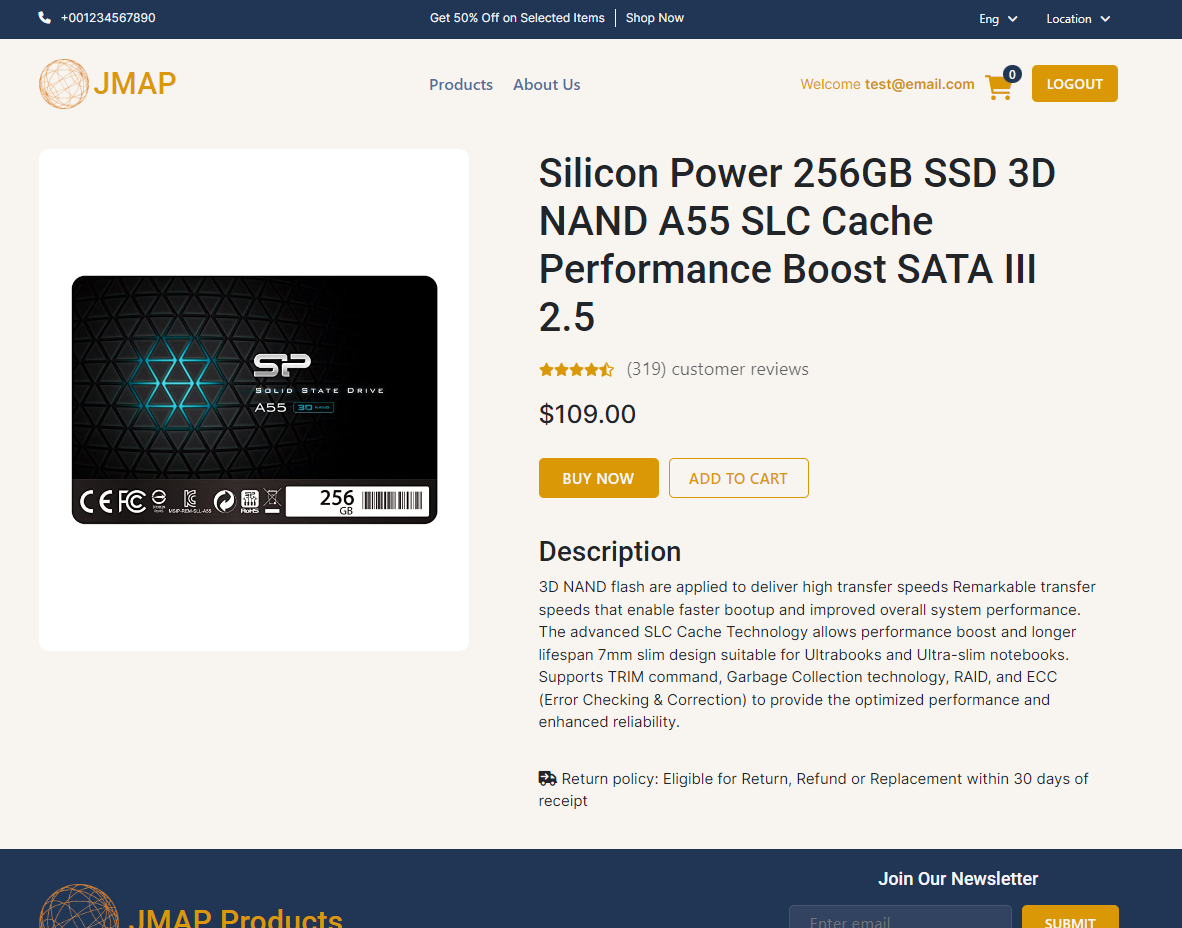 +001234567890
Get 50% Off on Selected Items
Shop Now
Eng
Location
JMAP
Products
About Us
Welcome test@email.com
0
LOGOUT
Silicon Power 256GB SSD 3D
NAND A55 SLC Cache
Performance Boost SATA III
2.5
(319) customer reviews
$109.00
BUY NOW
ADD TO CART
SP
SOLID STATE DRIVE
A55 3D NAND
CE FC
RoHS
256
GB
Description
3D NAND flash are applied to deliver high transfer speeds Remarkable transfer
speeds that enable faster bootup and improved overall system performance.
The advanced SLC Cache Technology allows performance boost and longer
lifespan 7mm slim design suitable for Ultrabooks and Ultra-slim notebooks.
Supports TRIM command, Garbage Collection technology, RAID, and ECC
(Error Checking & Correction) to provide the optimized performance and
enhanced reliability.
Return policy: Eligible for Return, Refund or Replacement within 30 days of
receipt
JMAP Products
Join Our Newsletter
Enter email
SUBMIT